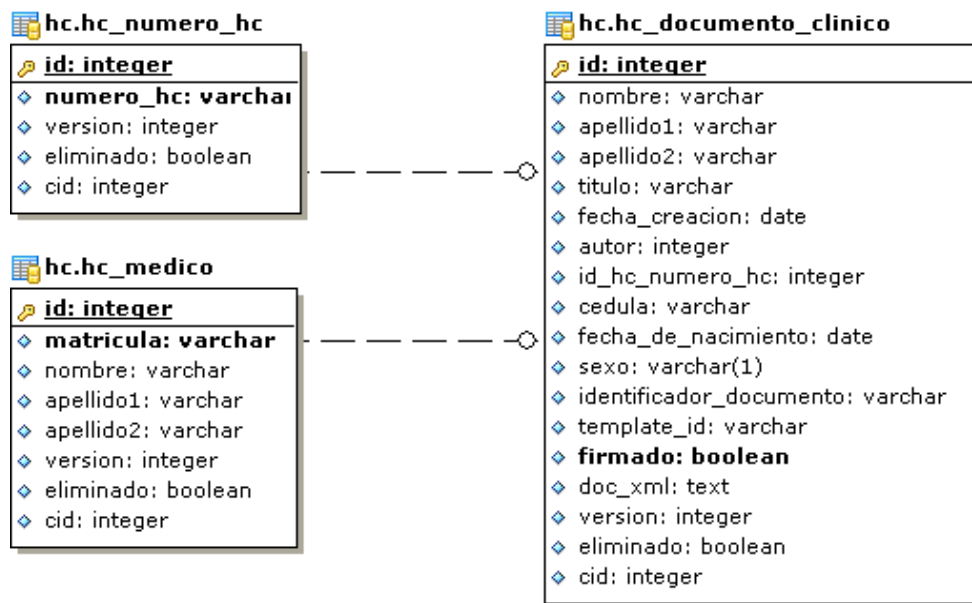 hc.hc_numero_hc
id: integer
numero_hc: varchar
version: integer
eliminado: boolean
cid: integer
hc.hc_medico
id: integer
matricula: varchar
nombre: varchar
apellido1: varchar
apellido2: varchar
version: integer
eliminado: boolean
cid: integer
hc.hc_documento_clinico
id: integer
nombre: varchar
apellido1: varchar
apellido2: varchar
titulo: varchar
fecha_creacion: date
autor: integer
id_hc_numero_hc: integer
cedula: varchar
fecha_de_nacimiento: date
sexo: varchar(1)
identificador_documento: varchar
template_id: varchar
firmado: boolean
doc_xml: text
version: integer
eliminado: boolean
cid: integer